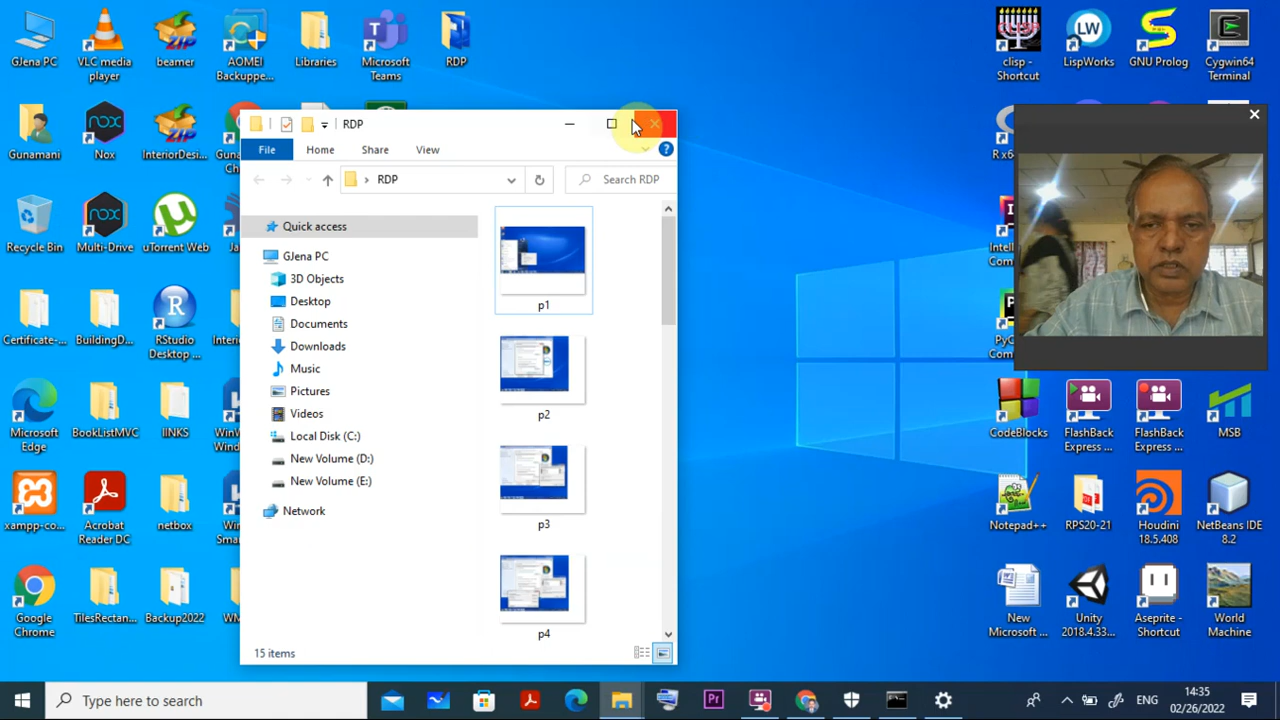 GJena PC
VLC media
player
beamer
AOMEI
Backuppe...
Libraries
Microsoft
Teams
RDP
clisp -
Shortcut
LispWorks
GNU Prolog
Cygwin64
Terminal
Gunamani
Nox
InteriorDesi...
Recycle Bin
Multi-Drive
uTorrent Web
Certificate-...
BuildingD...
RStudio
Desktop ...
Microsoft
Edge
BookListMVC
IINKS
xampp-co...
Acrobat
Reader DC
netbox
Google
Chrome
TilesRectan...
Backup2022
RDP
File
Home
Share
View
RDP
Search RDP
Quick access
GJena PC
3D Objects
Desktop
Documents
Downloads
Music
Pictures
Videos
Local Disk (C:)
New Volume (D:)
New Volume (E:)
Network
p1
p2
p3
p4
15 items
CodeBlocks
FlashBack
Express ...
FlashBack
Express ...
MSB
Notepad++
RPS20-21
Houdini
18.5.408
NetBeans IDE
8.2
New
Microsoft ...
Unity
2018.4.33...
Aseprite -
Shortcut
World
Machine
Type here to search
ENG
14:35
02/26/2022